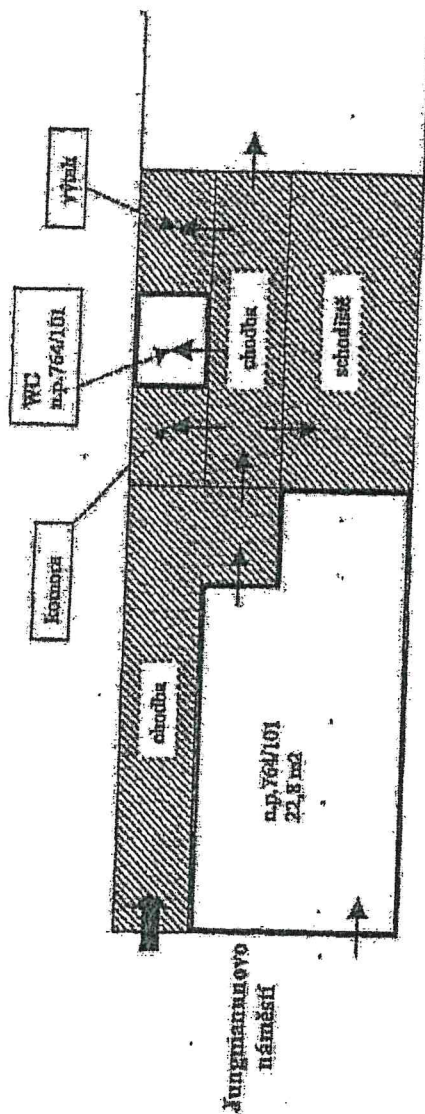 Jungmannovo
náměstí
n.p.764/101
22,8 m2
chodba
komora
WC
n.p.764/101
výtah
chodba
schodiště